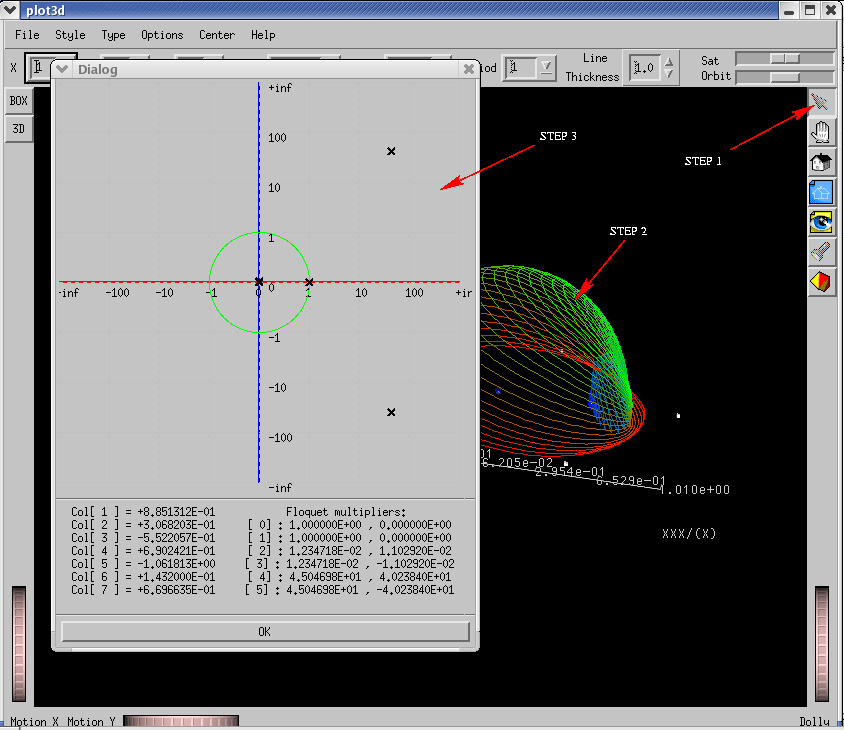 plot3d
File Style Type Options Center Help
X 1
1 Line Thickness 1.0 Sat Orbit
Dialog
BOX
3D
+inf
100
10
1
0
-1
-10
-100
-inf
-100 -10 -1 0 1 10 100
STEP 3
STEP 1
STEP 2
6.205e-02
2.954e-01
6.529e-01
1.010e+00
XXX/(X)
Col[ 1 ] = +8.851312E-01
Col[ 2 ] = +3.068203E-01
Col[ 3 ] = -5.522057E-01
Col[ 4 ] = +6.902421E-01
Col[ 5 ] = -1.061813E+00
Col[ 6 ] = +1.432000E-01
Col[ 7 ] = +6.696635E-01
Floquet multipliers:
[ 0] : 1.000000E+00 , 0.000000E+00
[ 1] : 1.000000E+00 , 0.000000E+00
[ 2] : 1.234718E-02 , 1.102920E-02
[ 3] : 1.234718E-02 , -1.102920E-02
[ 4] : 4.504698E+01 , 4.023840E+01
[ 5] : 4.504698E+01 , -4.023840E+01
OK
Motion X Motion Y
Dolly